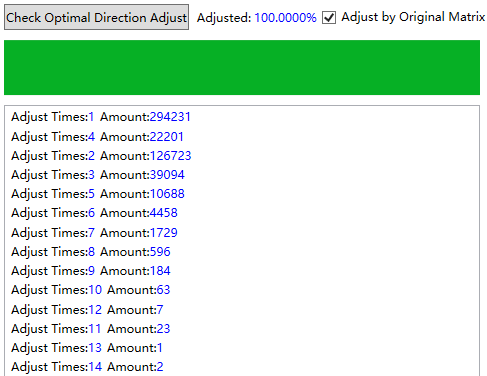 Check Optimal Direction Adjust Adjusted: 100.0000% Adjust by Original Matrix
Adjust Times:1 Amount:294231
Adjust Times:4 Amount:22201
Adjust Times:2 Amount:126723
Adjust Times:3 Amount:39094
Adjust Times:5 Amount:10688
Adjust Times:6 Amount:4458
Adjust Times:7 Amount:1729
Adjust Times:8 Amount:596
Adjust Times:9 Amount:184
Adjust Times:10 Amount:63
Adjust Times:12 Amount:7
Adjust Times:11 Amount:23
Adjust Times:13 Amount:1
Adjust Times:14 Amount:2